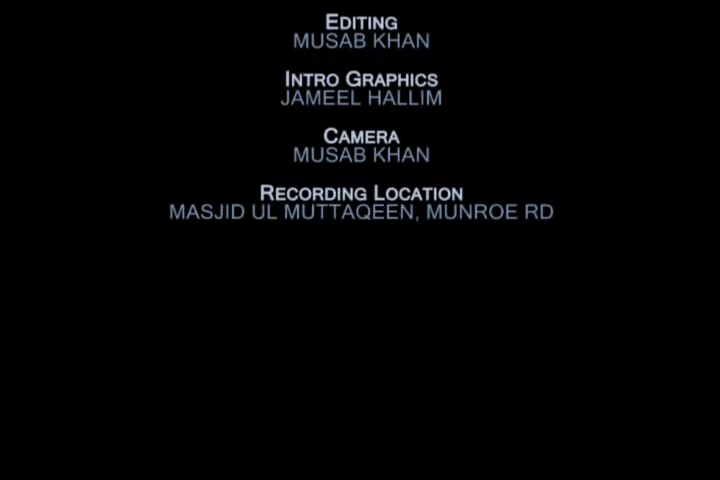 EDITING
MUSAB KHAN
INTRO GRAPHICS
JAMEEL HALLIM
CAMERA
MUSAB KHAN
RECORDING LOCATION
MASJID UL MUTTAQEEN, MUNROE RD